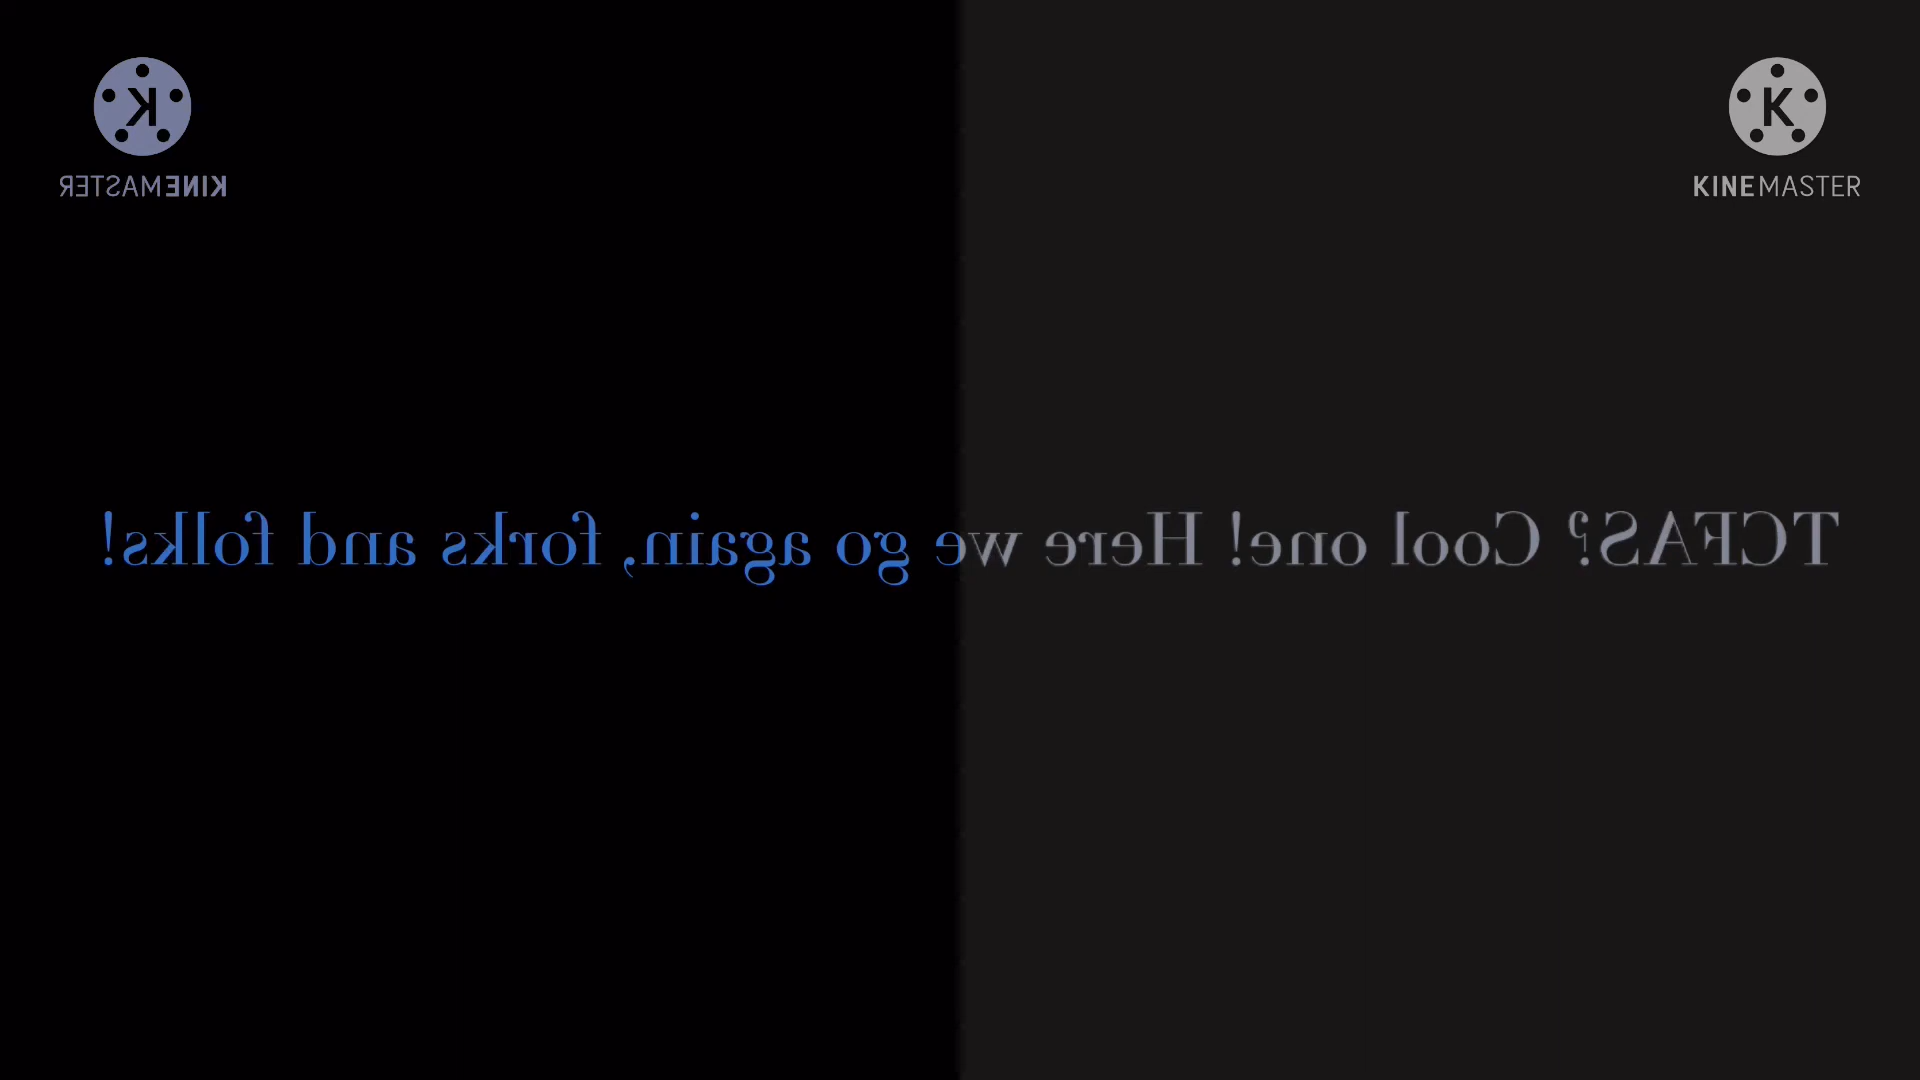 K
KINEMASTER
K
KINEMASTER
TCFAS? Cool one! Here we go again, forks and folks!